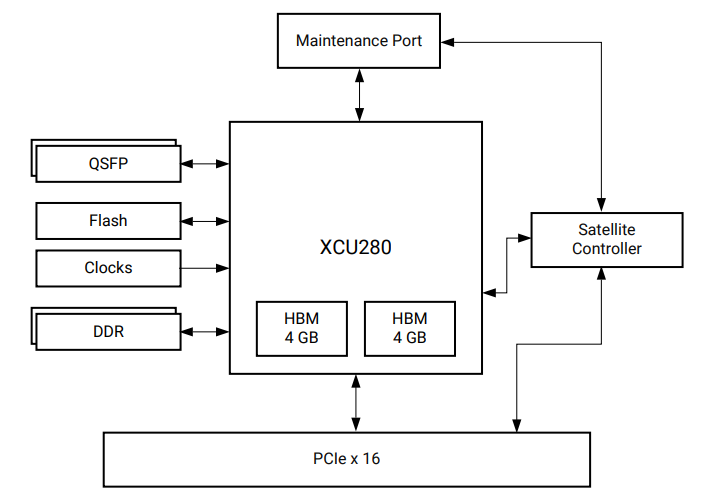 Maintenance Port
QSFP
Flash
Clocks
DDR
XCU280
HBM
4 GB
HBM
4 GB
Satellite
Controller
PCIe x 16